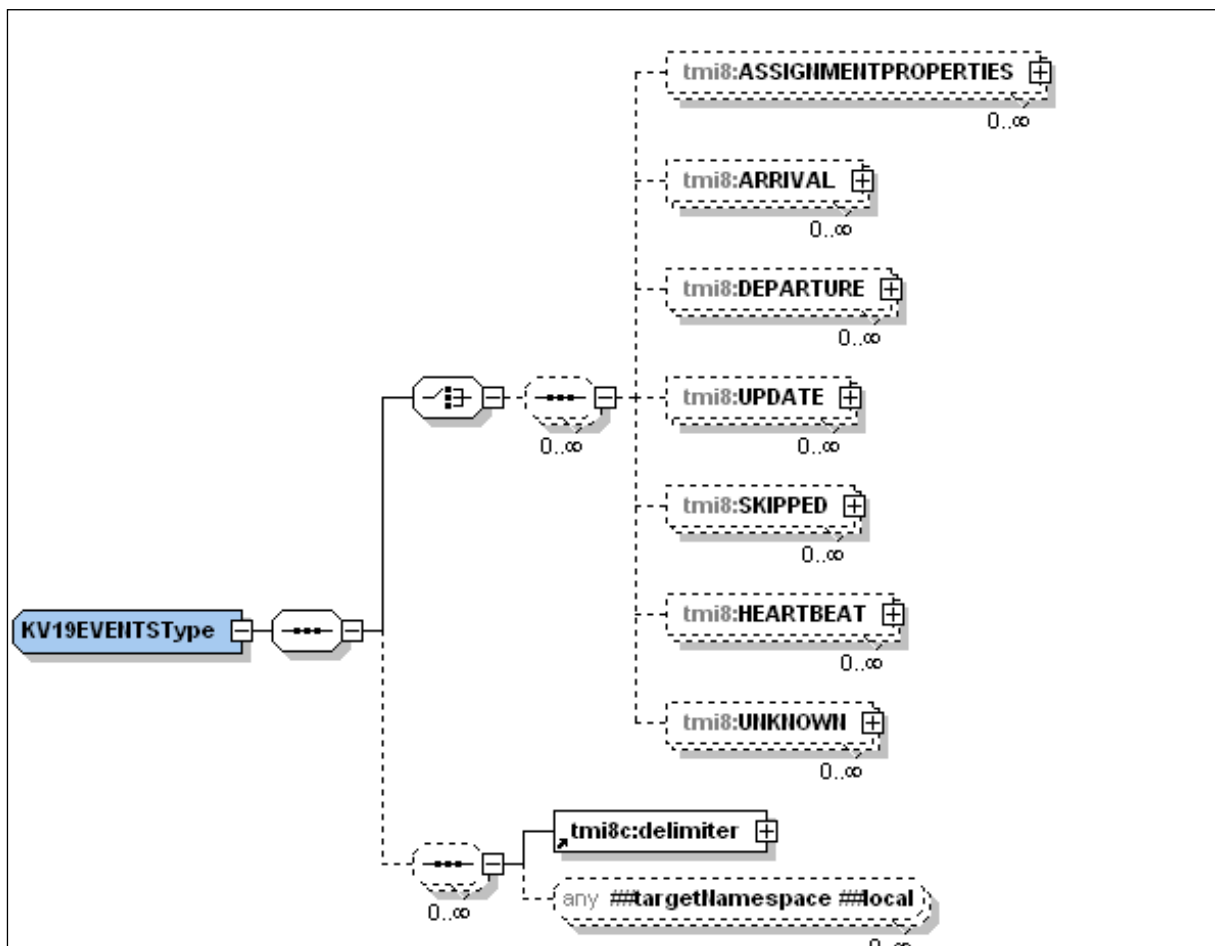 tmi8:ASSIGNMENTPROPERTIES
0..∞
tmi8:ARRIVAL
0..∞
tmi8:DEPARTURE
0..∞
tmi8:UPDATE
0..∞
0..∞
tmi8:SKIPPED
0..∞
tmi8:HEARTBEAT
0..∞
KV19EVENTSType
tmi8:UNKNOWN
0..∞
tmi8c:delimiter
any ##targetNamespace ##local
0..∞
0..∞